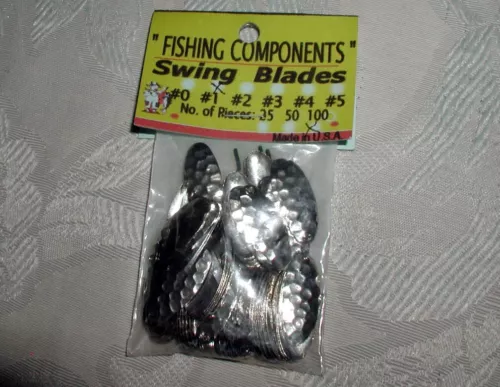 "FISHING COMPONENTS"
Swing Blades
#0 #1 #2 #3 #4 #5
No. of Pieces: 25 50 100
Made in U.S.A.